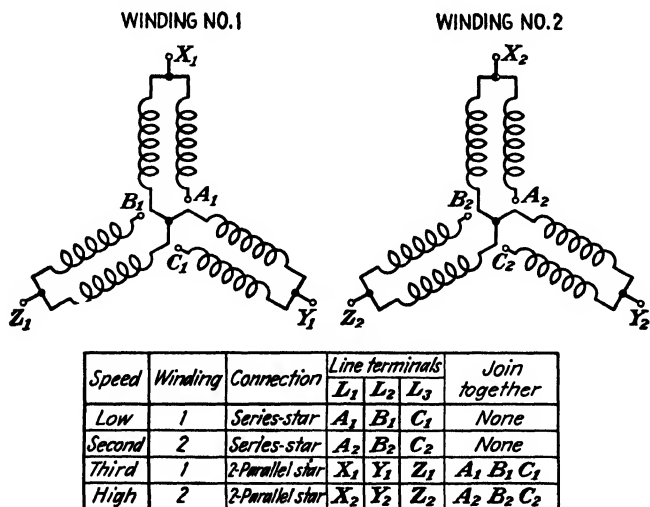 WINDING NO.1 WINDING NO.2
X₁ X₂
A₁ A₂
B₁ B₂
C₁ C₂
Z₁ Y₁ Z₂ Y₂
Speed Winding Connection Line terminals Join together
L₁ L₂ L₃
Low 1 Series-star A₁ B₁ C₁ None
Second 2 Series-star A₂ B₂ C₂ None
Third 1 2-Parallel star X₁ Y₁ Z₁ A₁ B₁ C₁
High 2 2-Parallel star X₂ Y₂ Z₂ A₂ B₂ C₂